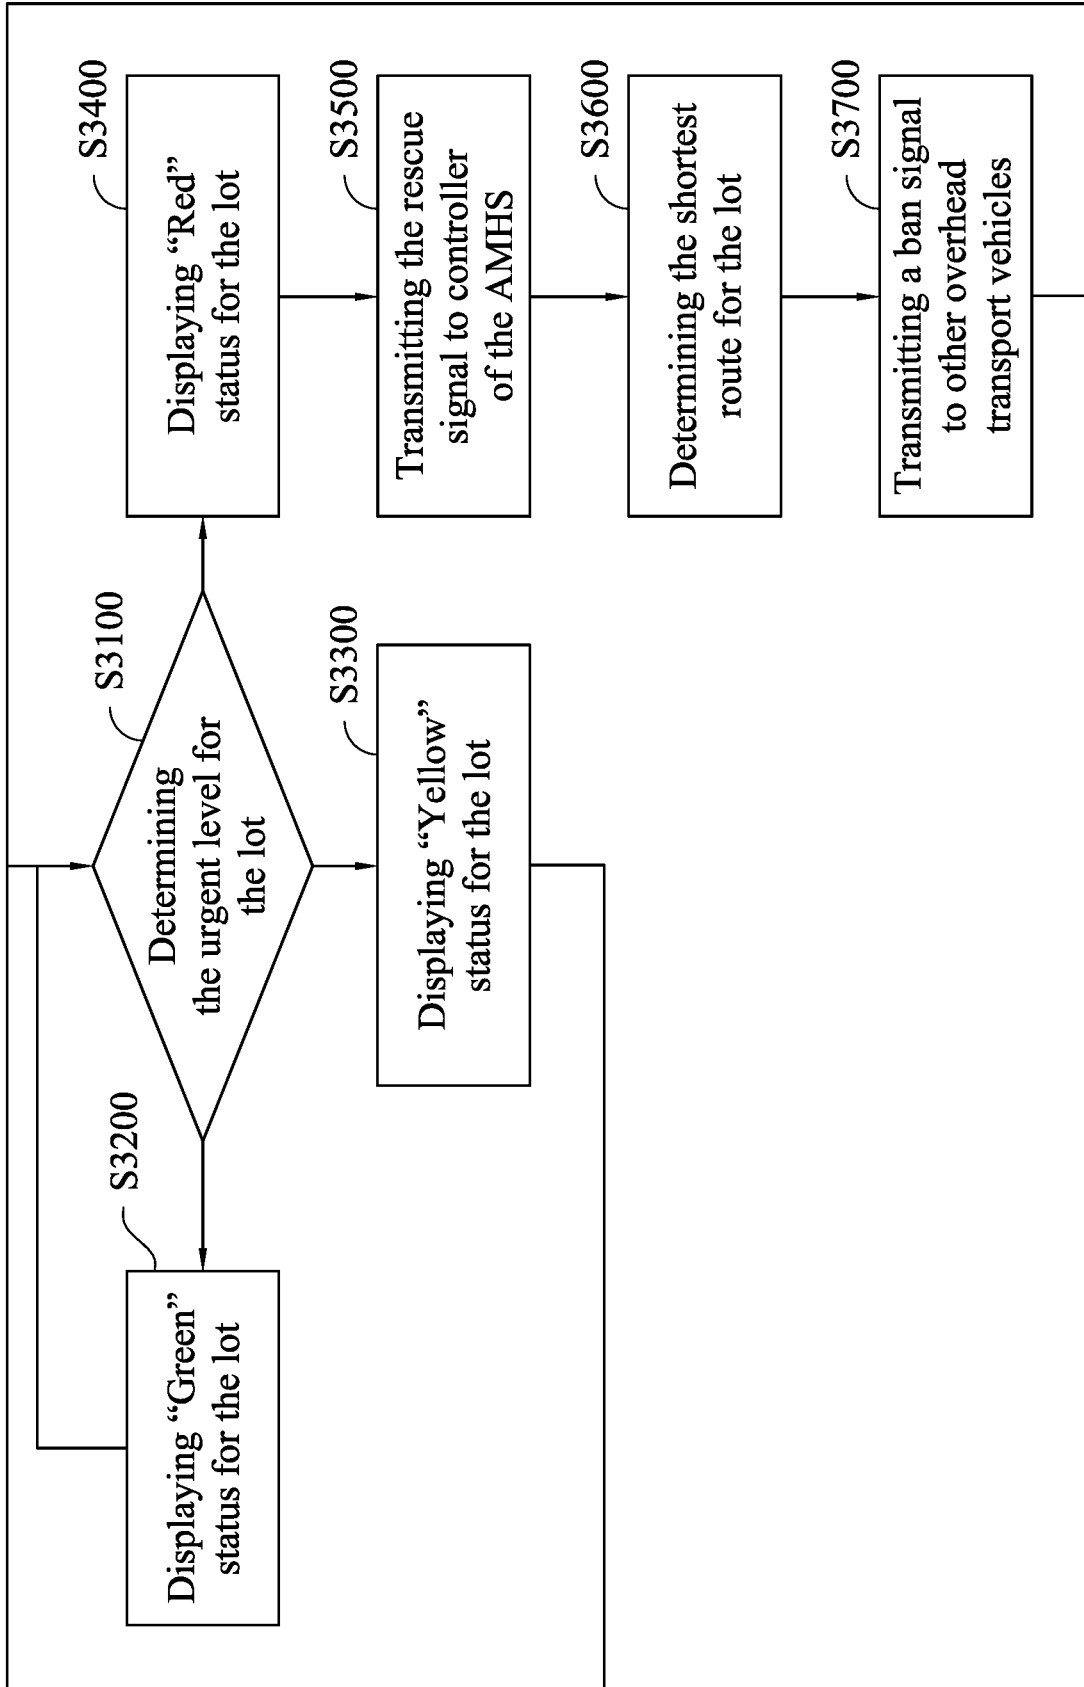 S3100
Determining
the urgent level for
the lot
S3200
Displaying “Green”
status for the lot
S3300
Displaying “Yellow”
status for the lot
S3400
Displaying “Red”
status for the lot
S3500
Transmitting the rescue
signal to controller
of the AMHS
S3600
Determining the shortest
route for the lot
S3700
Transmitting a ban signal
to other overhead
transport vehicles